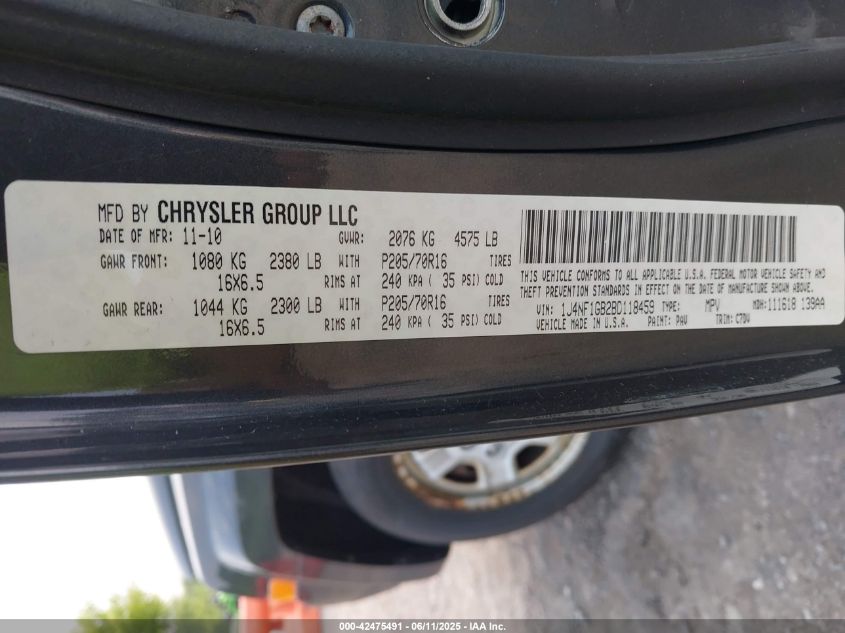 MFD BY CHRYSLER GROUP LLC
DATE OF MFR: 11-10 GVWR: 2076 KG 4575 LB
GAWR FRONT: 1080 KG 2380 LB WITH P205/70R16 TIRES
16X6.5 RIMS AT 240 KPA ( 35 PSI) COLD
GAWR REAR: 1044 KG 2300 LB WITH P205/70R16 TIRES
16X6.5 RIMS AT 240 KPA ( 35 PSI) COLD
THIS VEHICLE CONFORMS TO ALL APPLICABLE U.S.A. FEDERAL MOTOR VEHICLE SAFETY AND
THEFT PREVENTION STANDARDS IN EFFECT ON THE DATE OF MANUFACTURE SHOWN ABOVE.
VIN: 1J4NF1GB2BD118459 TYPE: MPV MDH: 111618 139AA
VEHICLE MADE IN U.S.A. PAINT: PAV TRIM: C7DV
000-42475491 - 06/11/2025 - IAA Inc.